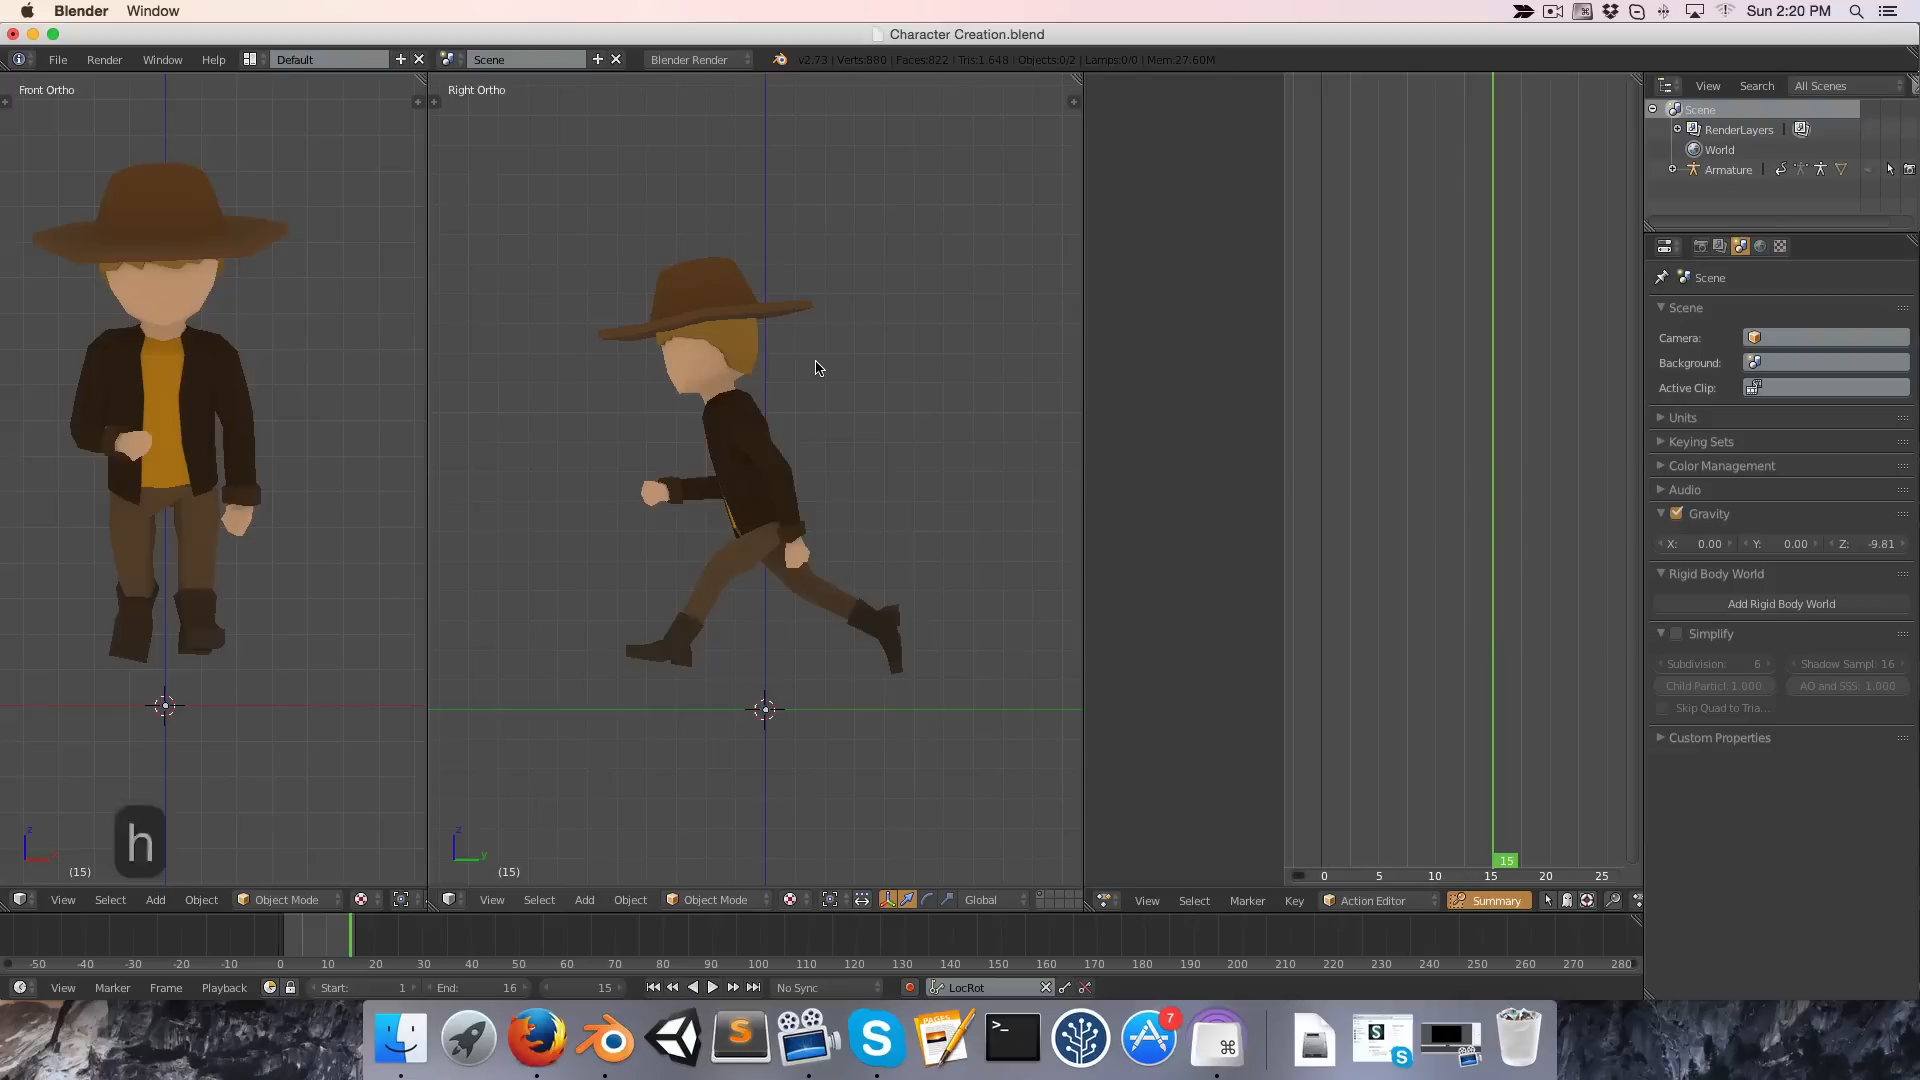 Blender Window
Sun 2:20 PM
Character Creation.blend
File Render Window Help
Default
Scene
Blender Render
v2.73 | Verts:880 | Faces:822 | Tris:1,648 | Objects:0/2 | Lamps:0/0 | Mem:27.60M
Front Ortho
Right Ortho
View Search All Scenes
Scene
RenderLayers |
World
Armature |
Scene
Scene
Camera:
Background:
Active Clip:
Units
Keying Sets
Color Management
Audio
Gravity
X: 0.00 Y: 0.00 Z: -9.81
Rigid Body World
Add Rigid Body World
Simplify
Subdivision: 6 Shadow Sampl: 16
Child Particl: 1.000 AO and SSS: 1.000
Skip Quad to Tria...
Custom Properties
z
h
(15)
z
y
(15)
15
0 5 10 15 20 25
View Select Add Object Object Mode
View Select Add Object Object Mode Global
View Select Marker Key Action Editor Summary
-50 -40 -30 -20 -10 0 10 20 30 40 50 60 70 80 90 100 110 120 130 140 150 160 170 180 190 200 210 220 230 240 250 260 270 280
View Marker Frame Playback Start: 1 End: 16 15 No Sync LocRot
PAGES
7